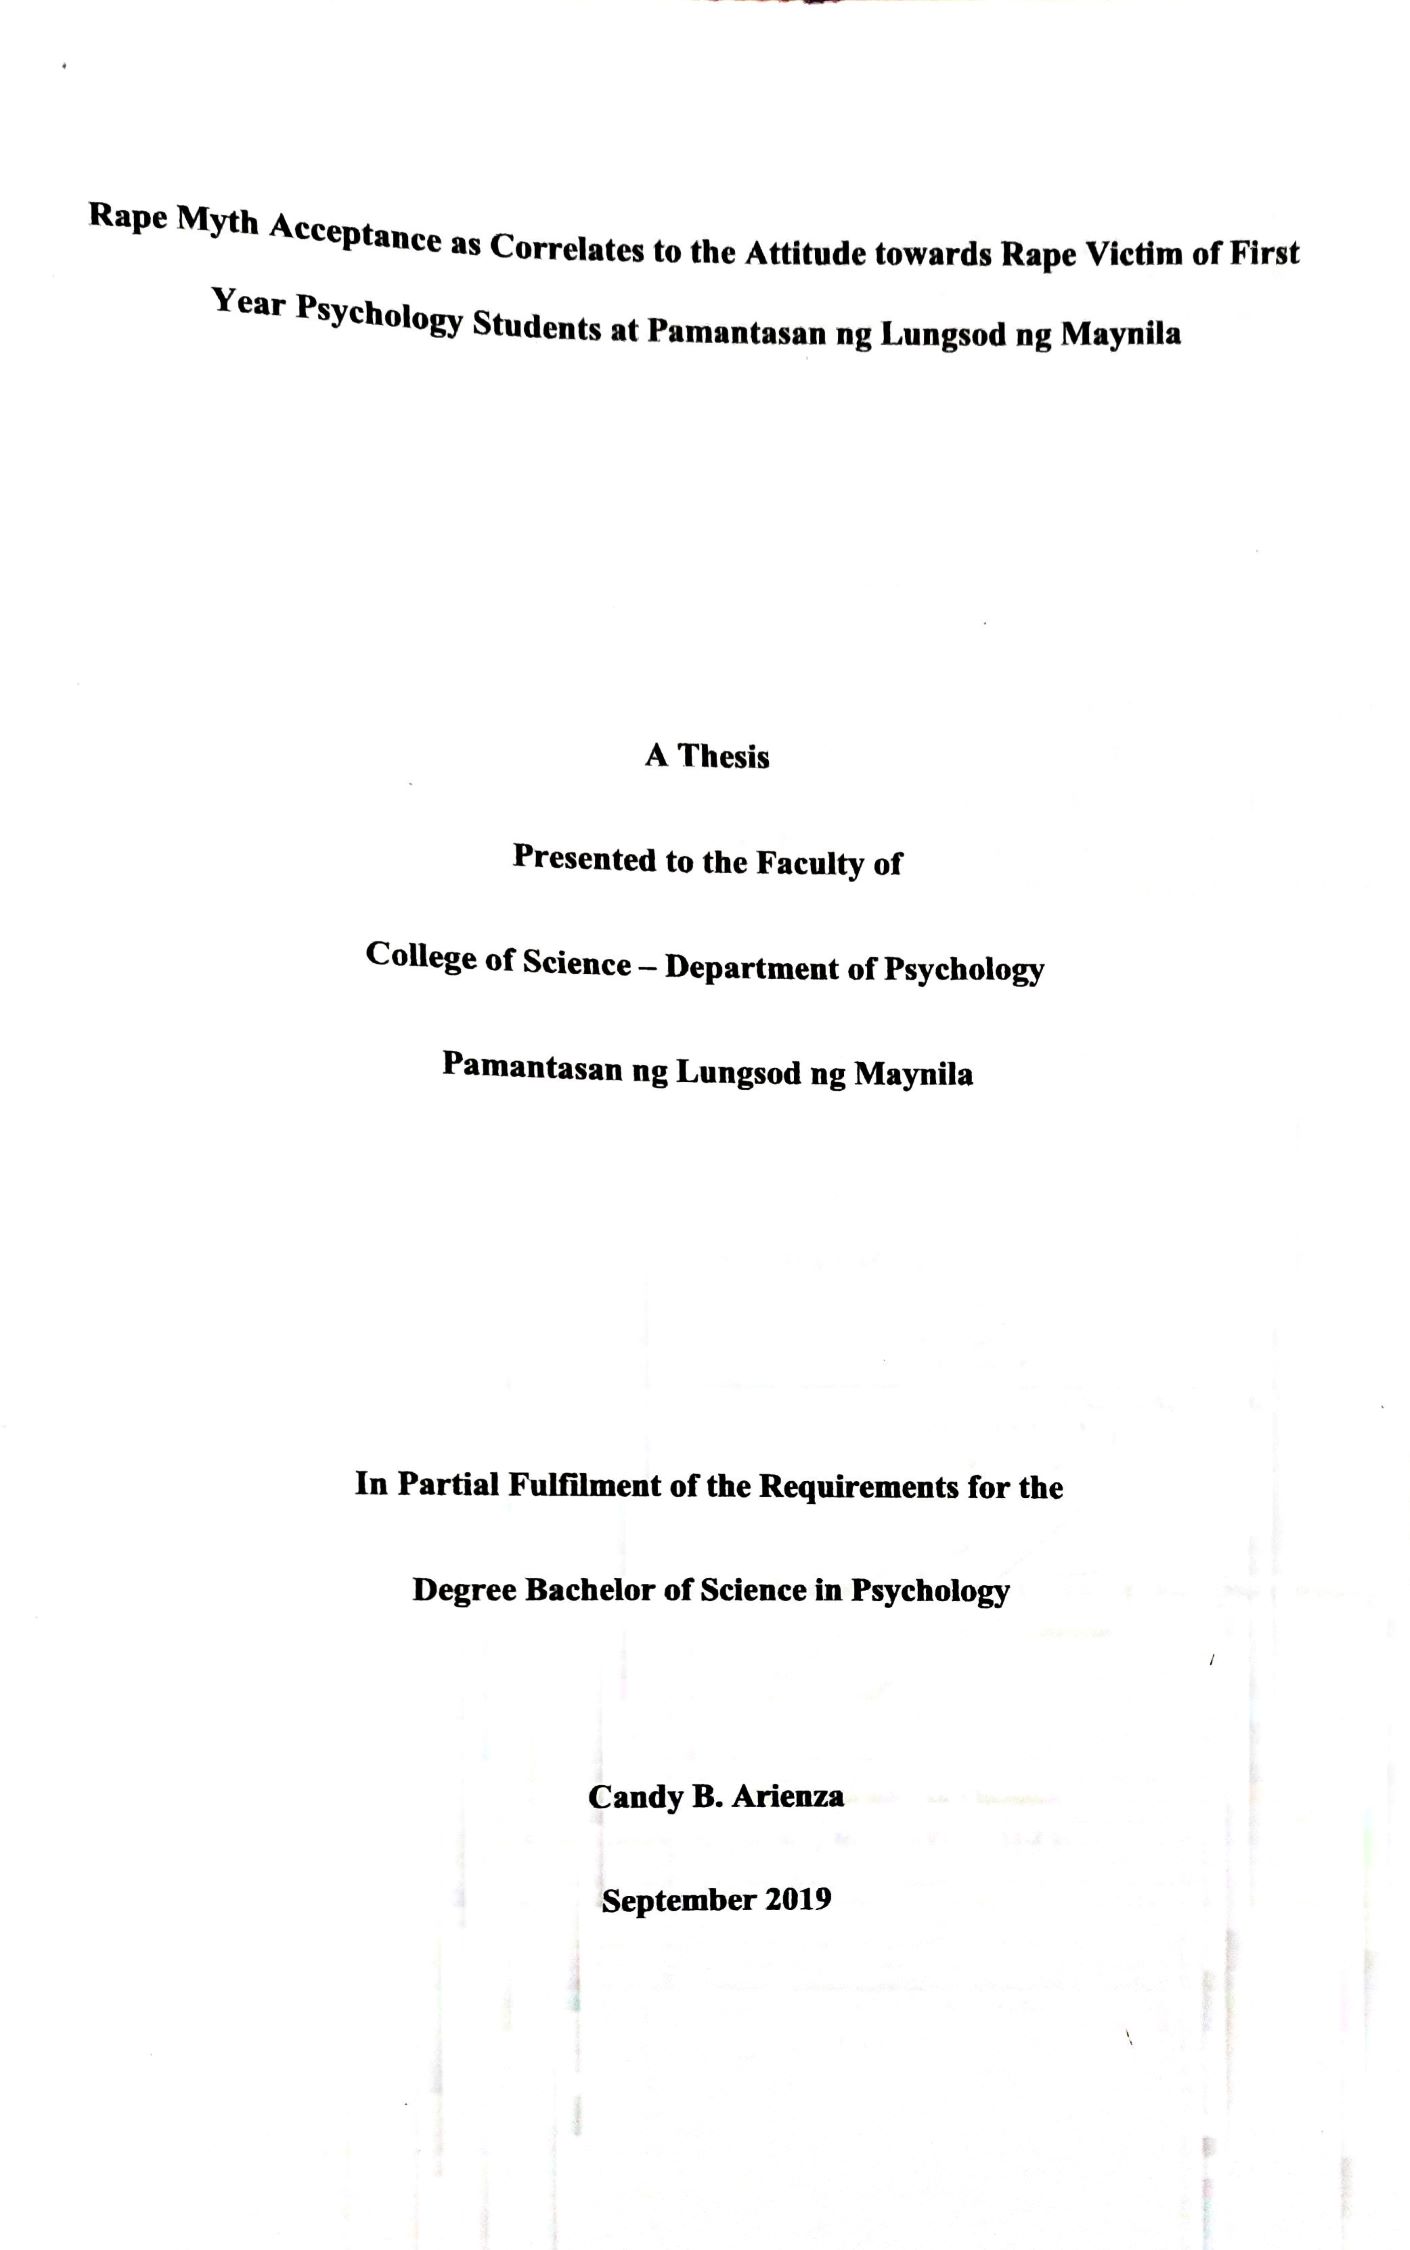 Rape Myth Acceptance as Correlates to the Attitude towards Rape Victim of First
Year Psychology Students at Pamantasan ng Lungsod ng Maynila
A Thesis
Presented to the Faculty of
College of Science – Department of Psychology
Pamantasan ng Lungsod ng Maynila
In Partial Fulfilment of the Requirements for the
Degree Bachelor of Science in Psychology
Candy B. Arienza
September 2019